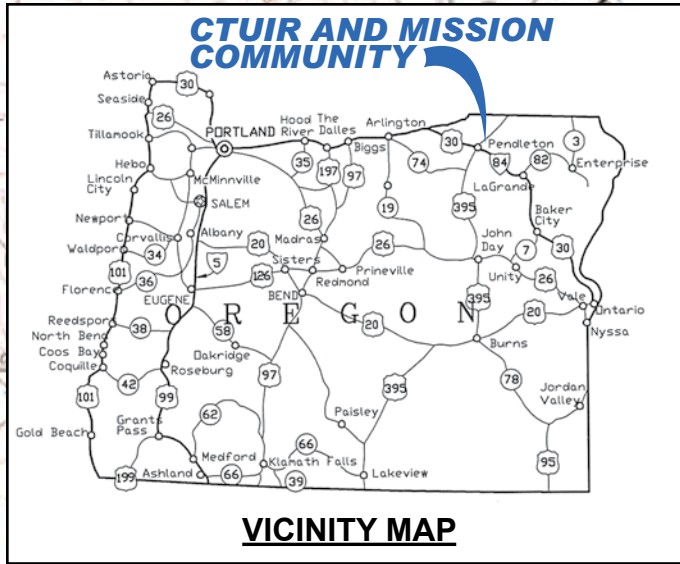 CTUIR AND MISSION
COMMUNITY
Astoria
30
Seaside
26
Tillamook
PORTLAND
Hood The
River Dalles
Arlington
Biggs
30
Pendleton
3
84
82
Enterprise
35
197
97
74
LaGrande
Hebo
Lincoln
City
McMinnville
SALEM
19
395
Baker
City
Newport
Corvallis
Albany
26
Madras
26
John
Day
7
30
Waldpor
34
20
Sisters
5
Prineville
Unity
26
101
36
126
Redmond
Florence
EUGENE
BEND
395
Vale
Ontario
OREGON
20
20
Nyssa
Reedspor
38
58
North Bend
Coos Bay
Oakridge
Burns
Coquille
Roseburg
97
78
42
395
Jordan
Valley
101
99
62
Paisley
Gold Beach
Grants
Pass
66
95
Medford
Klamath Falls
199
Ashland
66
39
Lakeview
VICINITY MAP